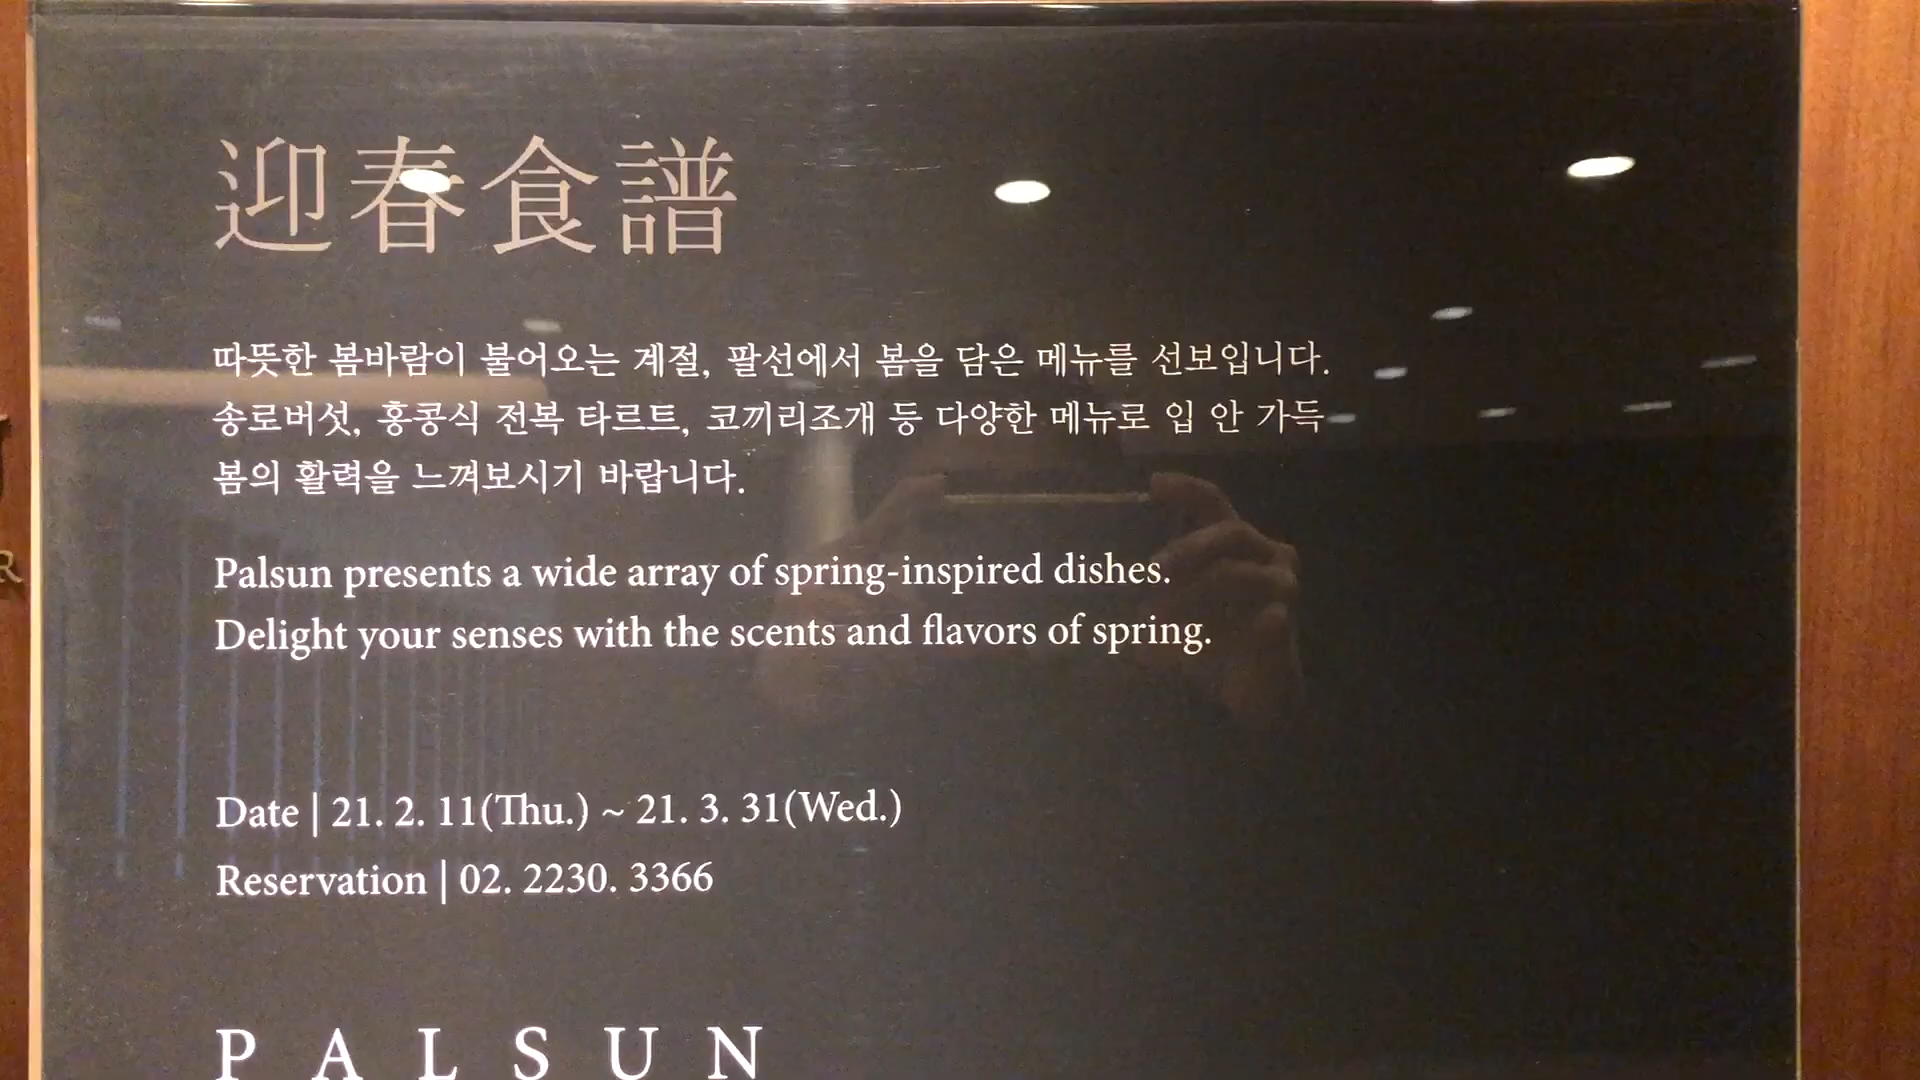 迎春食譜
따뜻한 봄바람이 불어오는 계절, 팔선에서 봄을 담은 메뉴를 선보입니다.
송로버섯, 홍콩식 전복 타르트, 코끼리조개 등 다양한 메뉴로 입 안 가득
봄의 활력을 느껴보시기 바랍니다.
Palsun presents a wide array of spring-inspired dishes.
Delight your senses with the scents and flavors of spring.
Date | 21. 2. 11(Thu.) ~ 21. 3. 31(Wed.)
Reservation | 02. 2230. 3366
PALSUN